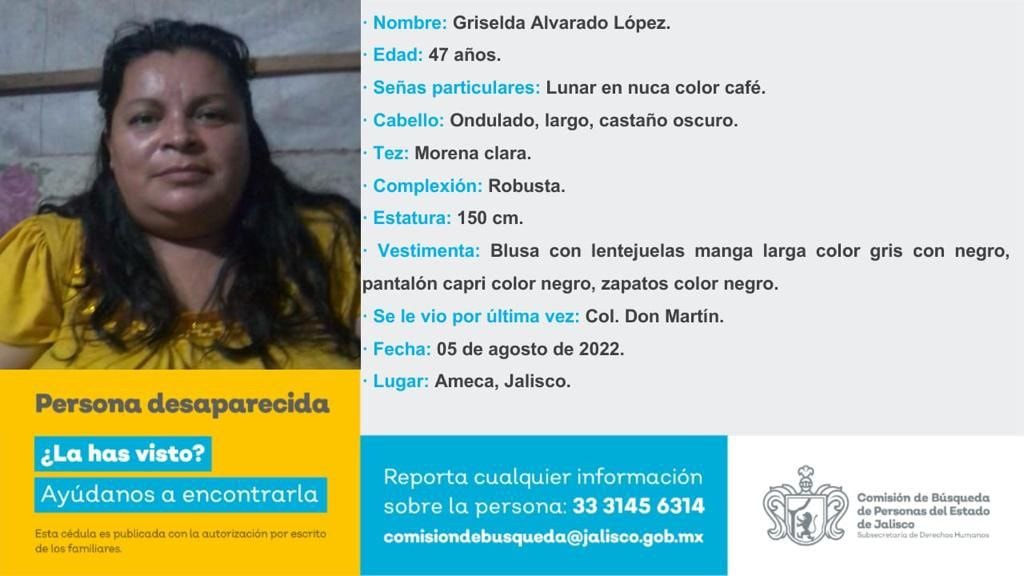 · Nombre: Griselda Alvarado López.
· Edad: 47 años.
· Señas particulares: Lunar en nuca color café.
· Cabello: Ondulado, largo, castaño oscuro.
· Tez: Morena clara.
· Complexión: Robusta.
· Estatura: 150 cm.
· Vestimenta: Blusa con lentejuelas manga larga color gris con negro,
pantalón capri color negro, zapatos color negro.
· Se le vio por última vez: Col. Don Martín.
· Fecha: 05 de agosto de 2022.
· Lugar: Ameca, Jalisco.
Persona desaparecida
¿La has visto?
Ayúdanos a encontrarla
Esta cédula es publicada con la autorización por escrito
de los familiares.
Reporta cualquier información
sobre la persona: 33 3145 6314
comisiondebusqueda@jalisco.gob.mx
Comisión de Búsqueda
de Personas del Estado
de Jalisco
Subsecretaría de Derechos Humanos